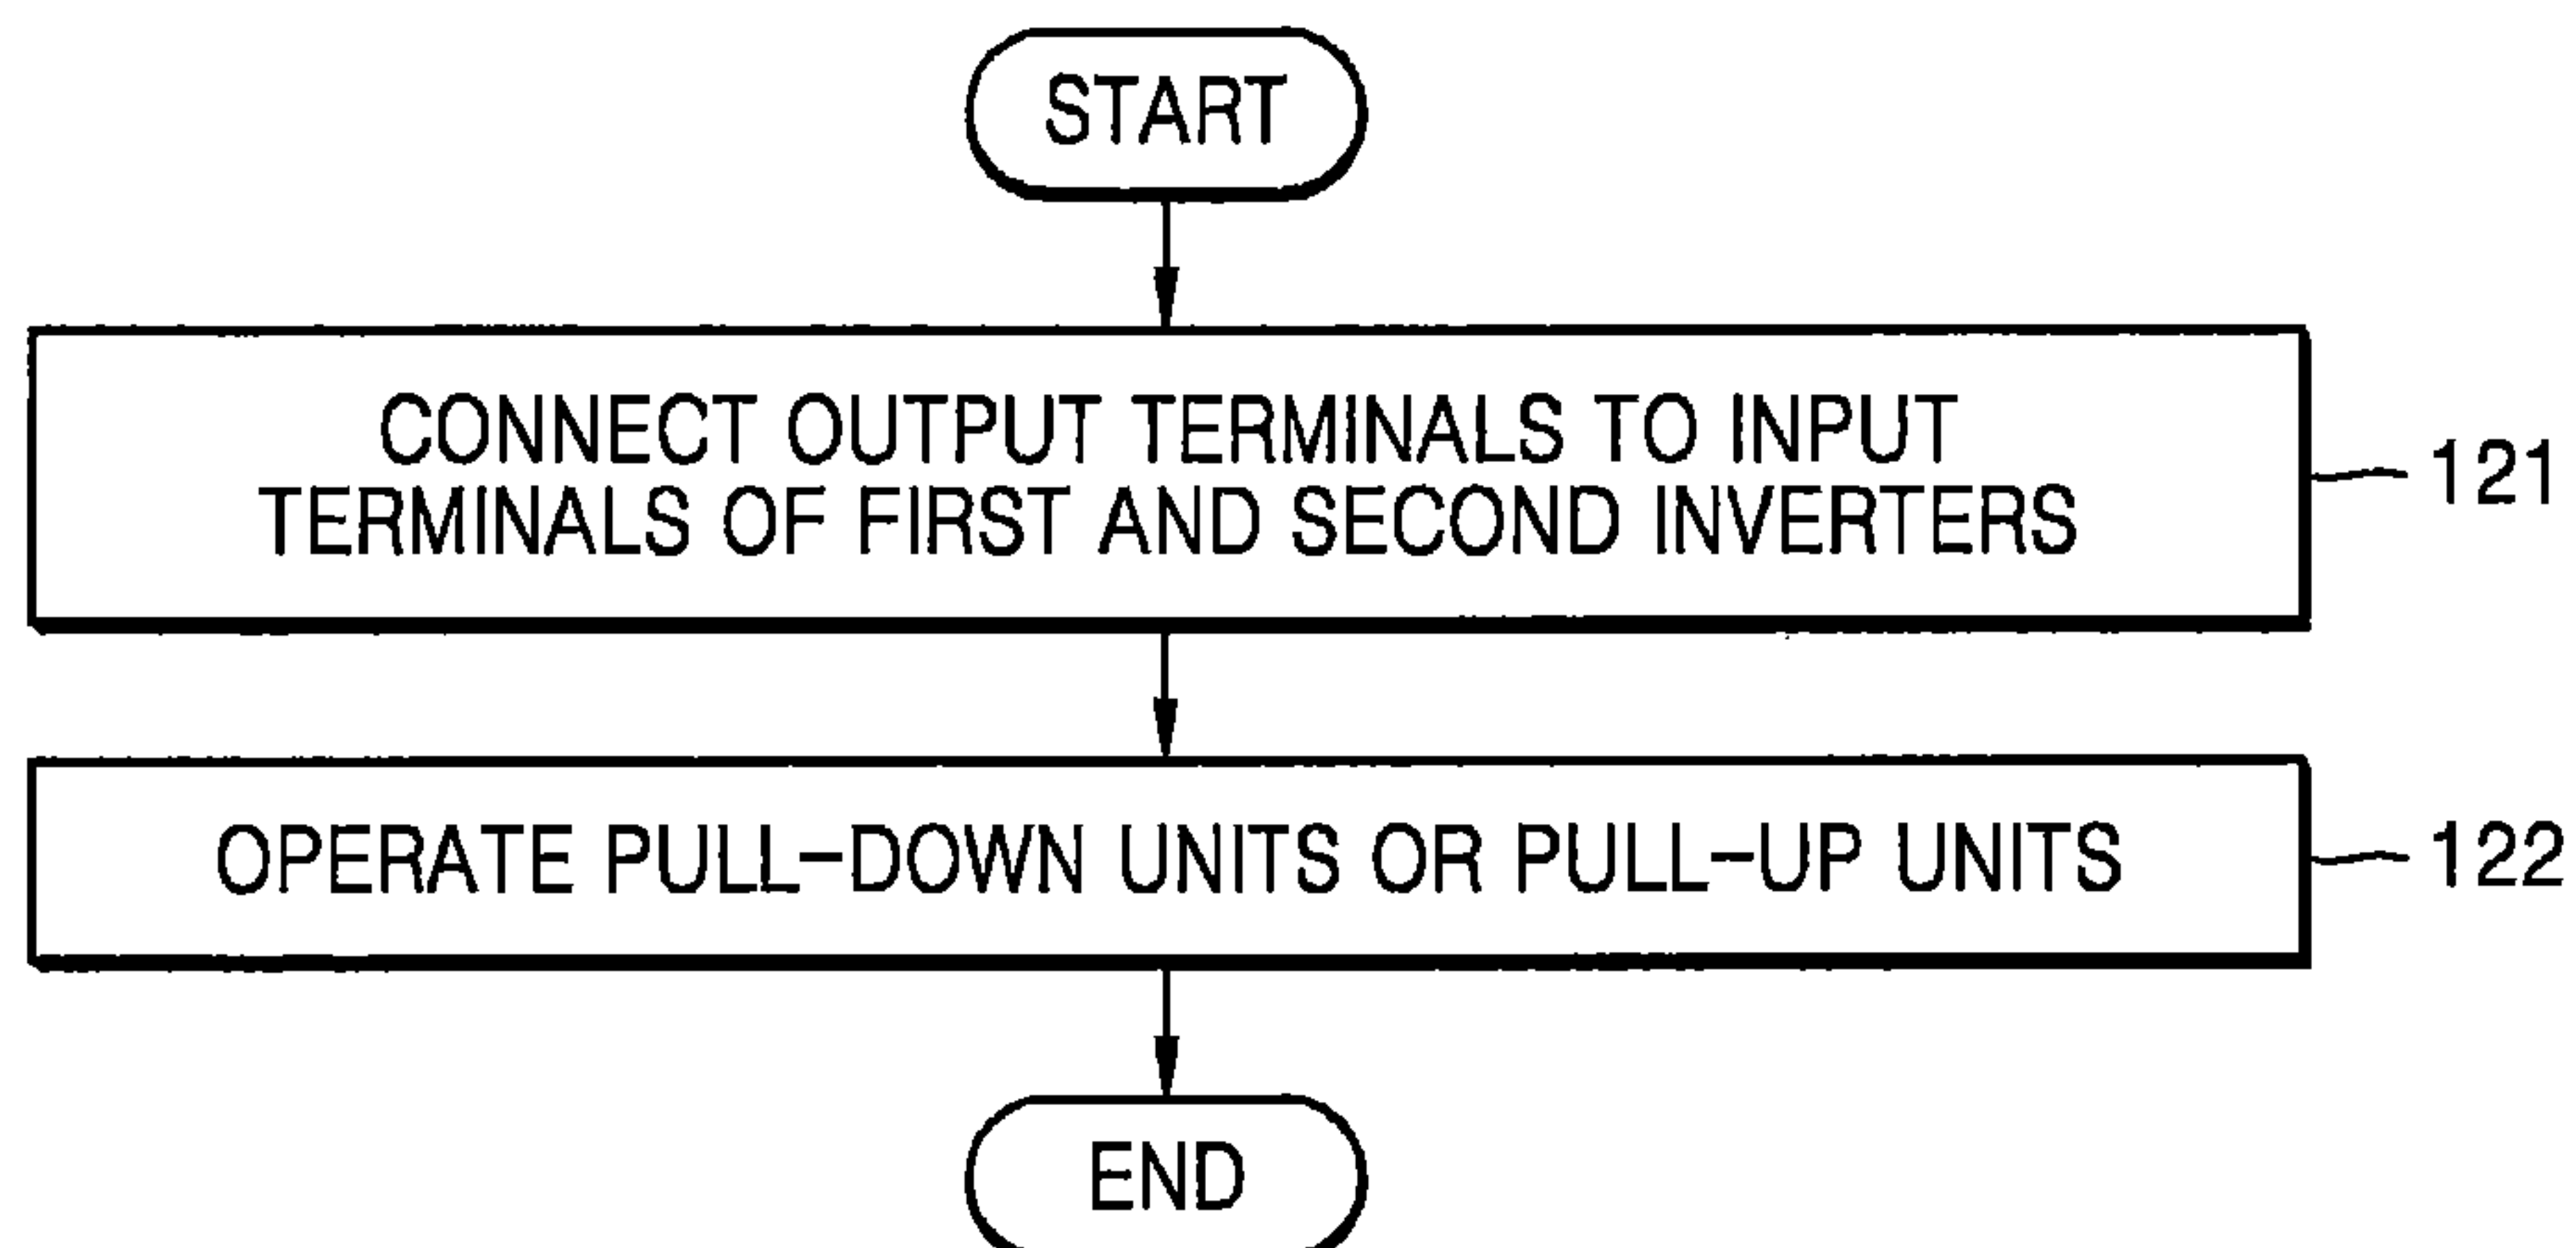 START
CONNECT OUTPUT TERMINALS TO INPUT
TERMINALS OF FIRST AND SECOND INVERTERS
121
OPERATE PULL-DOWN UNITS OR PULL-UP UNITS
122
END